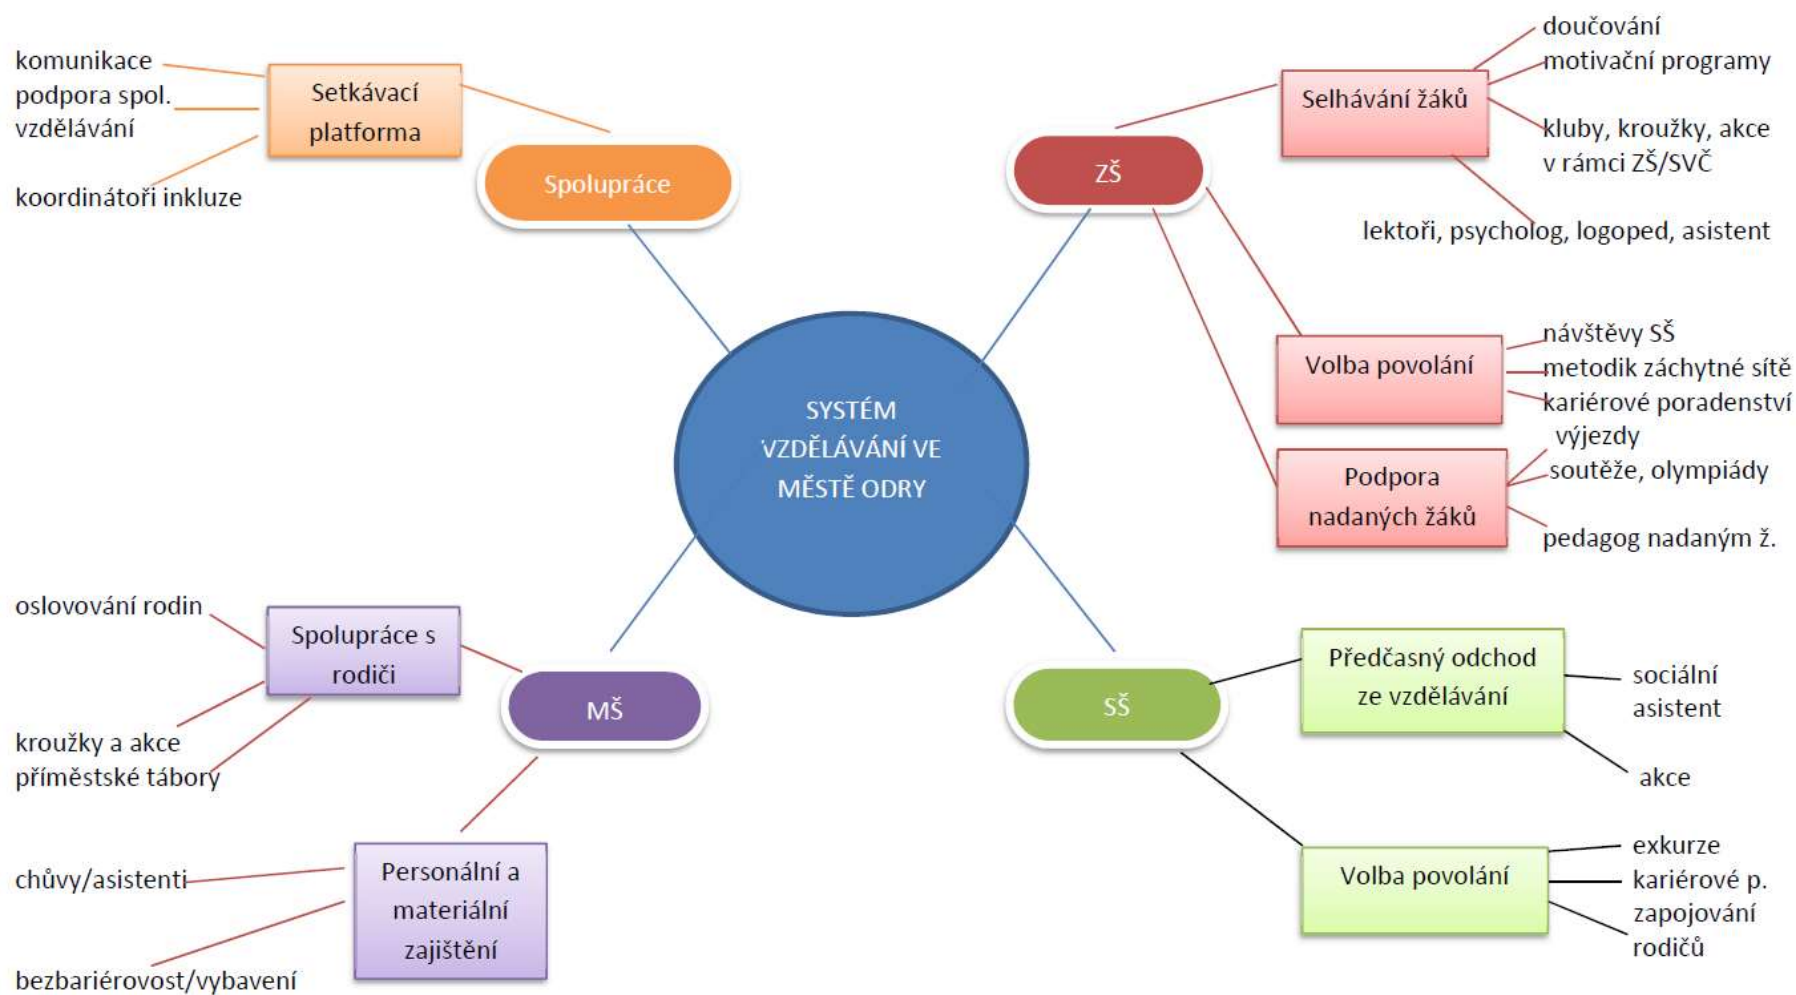 komunikace
podpora spol.
vzdělávání
koordinátoři inkluze
Setkávací
platforma
Spolupráce
ZŠ
Selhávání žáků
doučování
motivační programy
kluby, kroužky, akce
v rámci ZŠ/SVČ
lektoři, psycholog, logoped, asistent
Volba povolání
návštěvy SŠ
metodik záchytné sítě
kariérové poradenství
Podpora
nadaných žáků
výjezdy
soutěže, olympiády
pedagog nadaným ž.
SYSTÉM
VZDĚLÁVÁNÍ VE
MĚSTĚ ODRY
oslovování rodin
kroužky a akce
příměstské tábory
Spolupráce s
rodiči
MŠ
chůvy/asistenti
bezbariérovost/vybavení
Personální a
materiální
zajištění
SŠ
Předčasný odchod
ze vzdělávání
sociální
asistent
akce
Volba povolání
exkurze
kariérové p.
zapojování
rodičů